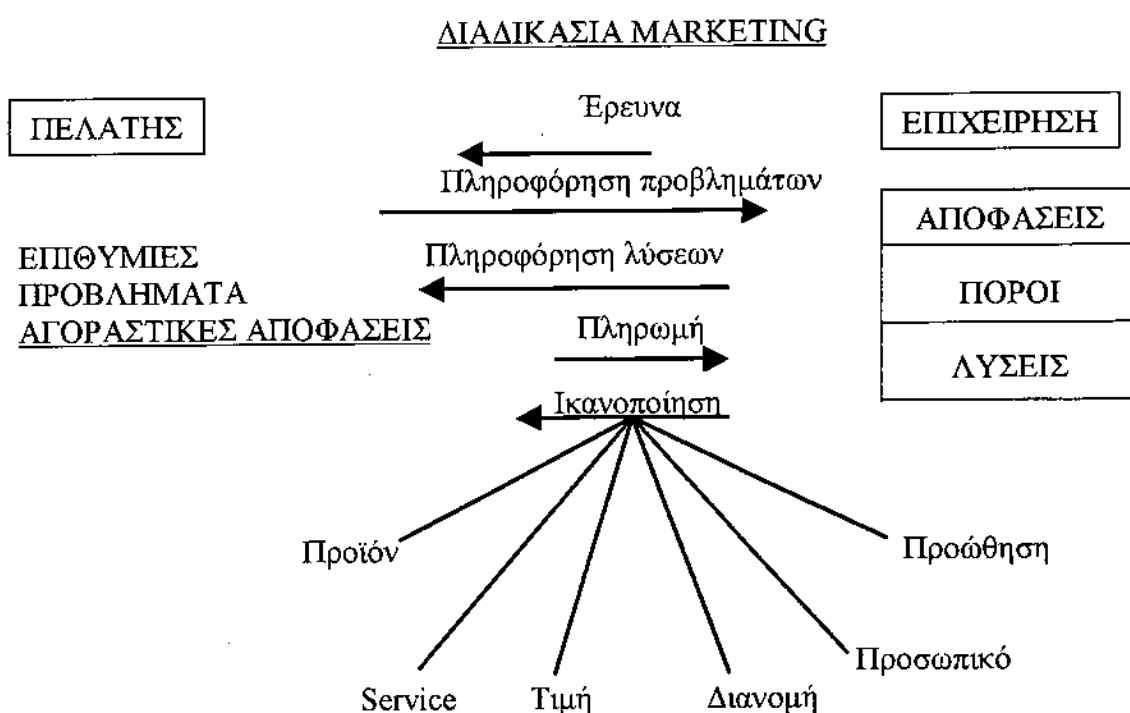 ΔΙΑΔΙΚΑΣΙΑ MARKETING
ΠΕΛΑΤΗΣ
Έρευνα
ΕΠΙΧΕΙΡΗΣΗ
Πληροφόρηση προβλημάτων
ΑΠΟΦΑΣΕΙΣ
ΕΠΙΘΥΜΙΕΣ
ΠΡΟΒΛΗΜΑΤΑ
ΑΓΟΡΑΣΤΙΚΕΣ ΑΠΟΦΑΣΕΙΣ
Πληροφόρηση λύσεων
ΠΟΡΟΙ
Πληρωμή
ΛΥΣΕΙΣ
Ικανοποίηση
Προϊόν
Προώθηση
Προσωπικό
Service
Τιμή
Διανομή